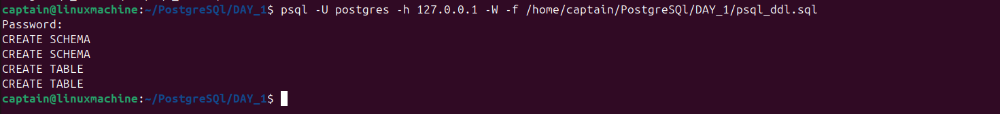 captain@linuxmachine:~/PostgreSQl/DAY_1$ psql -U postgres -h 127.0.0.1 -W -f /home/captain/PostgreSQl/DAY_1/psql_ddl.sql
Password:
CREATE SCHEMA
CREATE SCHEMA
CREATE TABLE
CREATE TABLE
captain@linuxmachine:~/PostgreSQl/DAY_1$